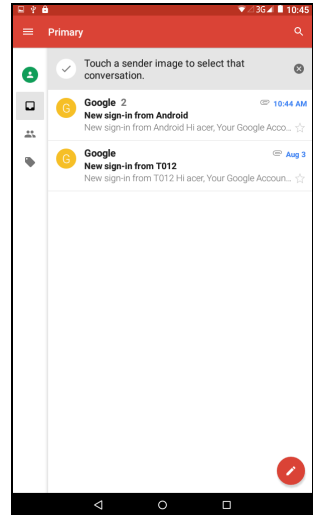 3G 10:45
Primary
Touch a sender image to select that
conversation.
G Google 2 10:44 AM
New sign-in from Android
New sign-in from Android Hi acer, Your Google Acco...
G Google Aug 3
New sign-in from T012
New sign-in from T012 Hi acer, Your Google Accoun...